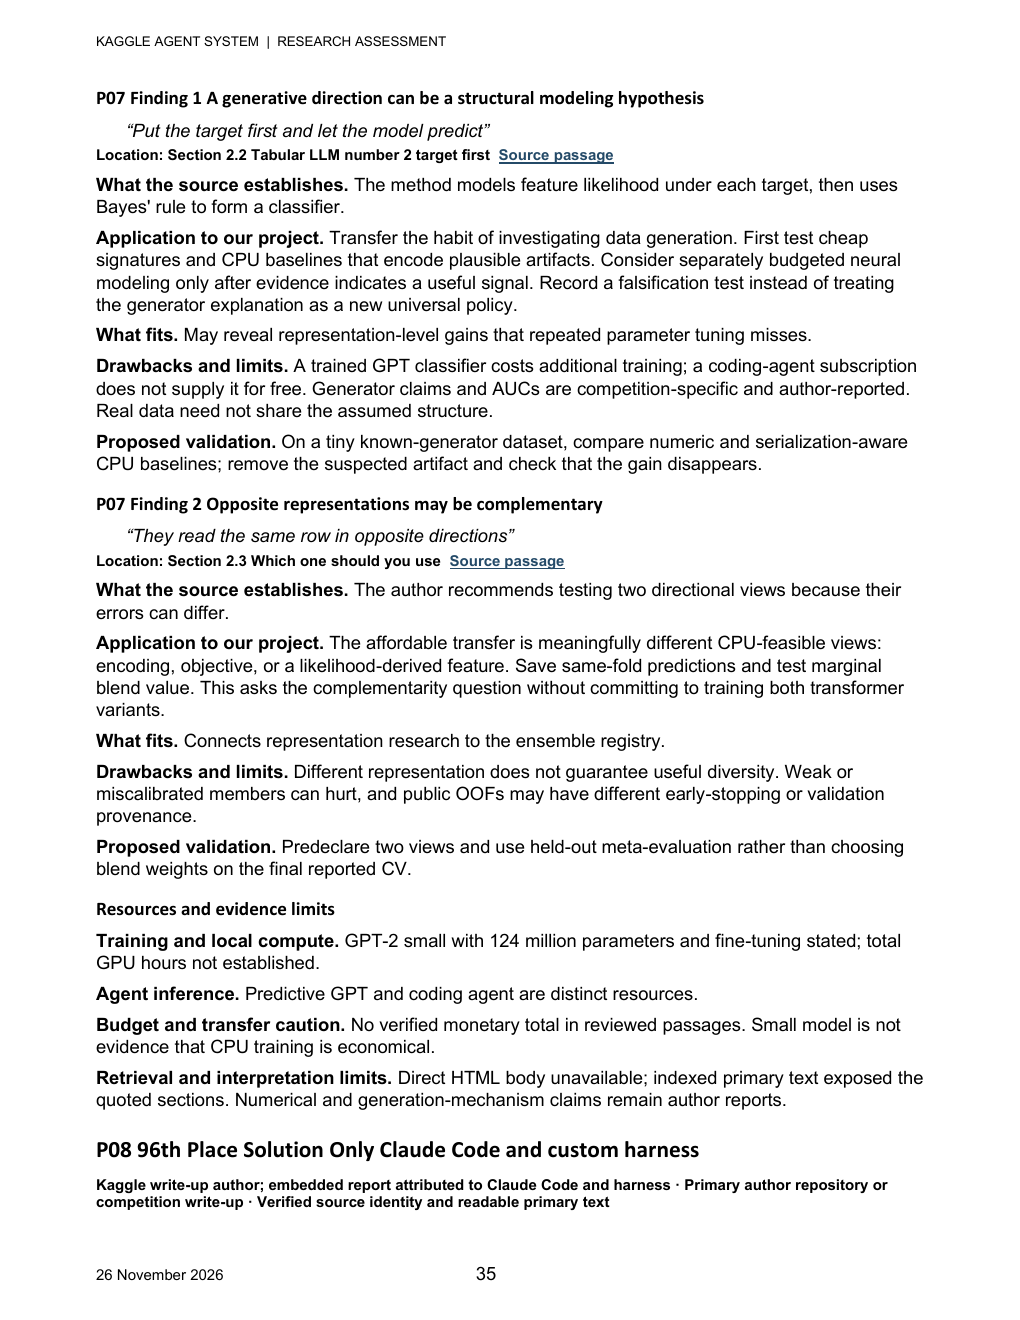 KAGGLE AGENT SYSTEM | RESEARCH ASSESSMENT
P07 Finding 1 A generative direction can be a structural modeling hypothesis
“Put the target first and let the model predict”
Location: Section 2.2 Tabular LLM number 2 target first Source passage
What the source establishes. The method models feature likelihood under each target, then uses
Bayes' rule to form a classifier.
Application to our project. Transfer the habit of investigating data generation. First test cheap
signatures and CPU baselines that encode plausible artifacts. Consider separately budgeted neural
modeling only after evidence indicates a useful signal. Record a falsification test instead of treating
the generator explanation as a new universal policy.
What fits. May reveal representation-level gains that repeated parameter tuning misses.
Drawbacks and limits. A trained GPT classifier costs additional training; a coding-agent subscription
does not supply it for free. Generator claims and AUCs are competition-specific and author-reported.
Real data need not share the assumed structure.
Proposed validation. On a tiny known-generator dataset, compare numeric and serialization-aware
CPU baselines; remove the suspected artifact and check that the gain disappears.
P07 Finding 2 Opposite representations may be complementary
“They read the same row in opposite directions”
Location: Section 2.3 Which one should you use Source passage
What the source establishes. The author recommends testing two directional views because their
errors can differ.
Application to our project. The affordable transfer is meaningfully different CPU-feasible views:
encoding, objective, or a likelihood-derived feature. Save same-fold predictions and test marginal
blend value. This asks the complementarity question without committing to training both transformer
variants.
What fits. Connects representation research to the ensemble registry.
Drawbacks and limits. Different representation does not guarantee useful diversity. Weak or
miscalibrated members can hurt, and public OOFs may have different early-stopping or validation
provenance.
Proposed validation. Predeclare two views and use held-out meta-evaluation rather than choosing
blend weights on the final reported CV.
Resources and evidence limits
Training and local compute. GPT-2 small with 124 million parameters and fine-tuning stated; total
GPU hours not established.
Agent inference. Predictive GPT and coding agent are distinct resources.
Budget and transfer caution. No verified monetary total in reviewed passages. Small model is not
evidence that CPU training is economical.
Retrieval and interpretation limits. Direct HTML body unavailable; indexed primary text exposed the
quoted sections. Numerical and generation-mechanism claims remain author reports.
P08 96th Place Solution Only Claude Code and custom harness
Kaggle write-up author; embedded report attributed to Claude Code and harness · Primary author repository or
competition write-up · Verified source identity and readable primary text
26 November 2026 35